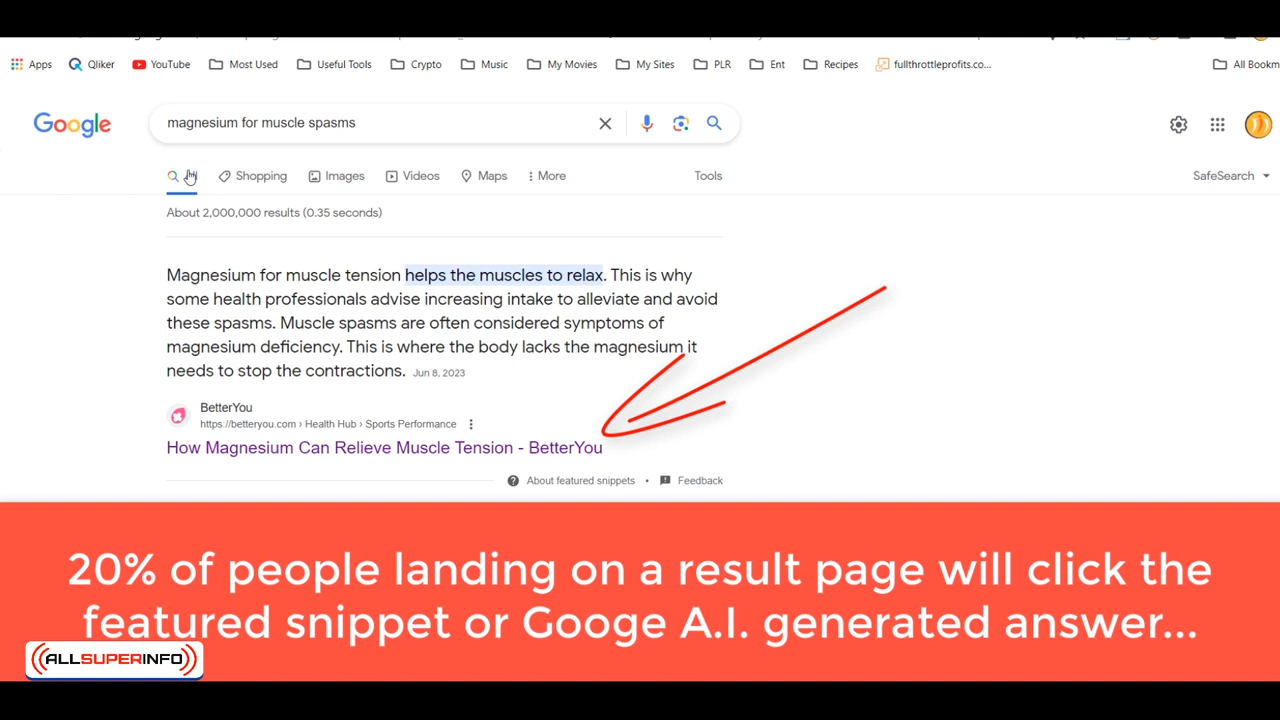 Apps Qliker YouTube Most Used Useful Tools Crypto Music My Movies My Sites PLR Ent Recipes fullthrottleprofits.co... All Bookm
Google magnesium for muscle spasms
Shopping Images Videos Maps More Tools SafeSearch
About 2,000,000 results (0.35 seconds)
Magnesium for muscle tension helps the muscles to relax. This is why
some health professionals advise increasing intake to alleviate and avoid
these spasms. Muscle spasms are often considered symptoms of
magnesium deficiency. This is where the body lacks the magnesium it
needs to stop the contractions. Jun 8, 2023
BetterYou
https://betteryou.com › Health Hub › Sports Performance
How Magnesium Can Relieve Muscle Tension - BetterYou
About featured snippets • Feedback
20% of people landing on a result page will click the
featured snippet or Googe A.I. generated answer...
ALLSUPERINFO